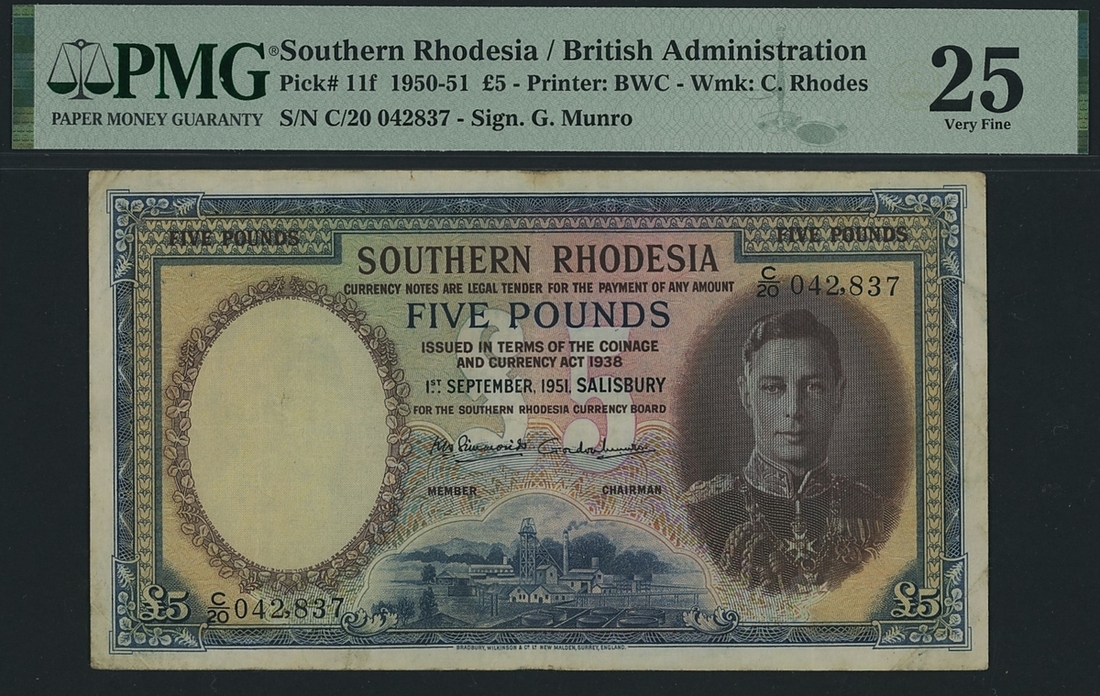 PMG® Southern Rhodesia / British Administration
Pick# 11f 1950-51 £5 - Printer: BWC - Wmk: C. Rhodes
PAPER MONEY GUARANTY
S/N C/20 042837 - Sign. G. Munro
25
Very Fine
FIVE POUNDS
FIVE POUNDS
SOUTHERN RHODESIA
C/20 042,837
CURRENCY NOTES ARE LEGAL TENDER FOR THE PAYMENT OF ANY AMOUNT
FIVE POUNDS
£5
ISSUED IN TERMS OF THE COINAGE
AND CURRENCY ACT 1938
1ST SEPTEMBER, 1951, SALISBURY
FOR THE SOUTHERN RHODESIA CURRENCY BOARD
Gordon Munro
MEMBER CHAIRMAN
£5 C/20 042,837 £5
BRADBURY, WILKINSON & Co Ld NEW MALDEN, SURREY, ENGLAND.